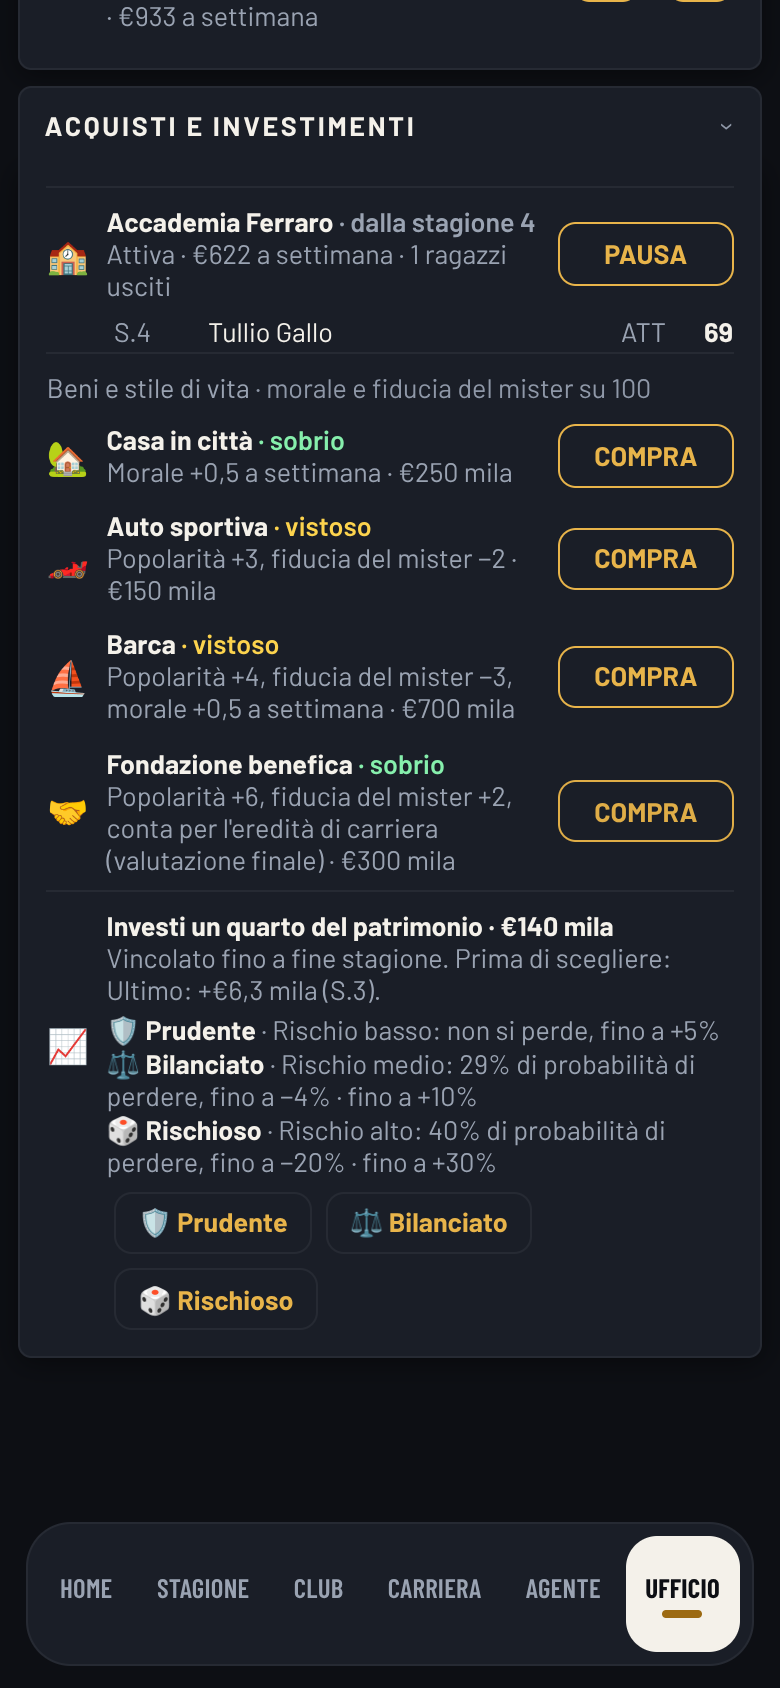 · €933 a settimana
ACQUISTI E INVESTIMENTI
Accademia Ferraro · dalla stagione 4
Attiva · €622 a settimana · 1 ragazzi
usciti
PAUSA
S.4 Tullio Gallo ATT 69
Beni e stile di vita · morale e fiducia del mister su 100
Casa in città · sobrio
Morale +0,5 a settimana · €250 mila
COMPRA
Auto sportiva · vistoso
Popolarità +3, fiducia del mister −2 ·
€150 mila
COMPRA
Barca · vistoso
Popolarità +4, fiducia del mister −3,
morale +0,5 a settimana · €700 mila
COMPRA
Fondazione benefica · sobrio
Popolarità +6, fiducia del mister +2,
conta per l'eredità di carriera
(valutazione finale) · €300 mila
COMPRA
Investi un quarto del patrimonio · €140 mila
Vincolato fino a fine stagione. Prima di scegliere:
Ultimo: +€6,3 mila (S.3).
Prudente · Rischio basso: non si perde, fino a +5%
Bilanciato · Rischio medio: 29% di probabilità di
perdere, fino a −4% · fino a +10%
Rischioso · Rischio alto: 40% di probabilità di
perdere, fino a −20% · fino a +30%
Prudente
Bilanciato
Rischioso
HOME STAGIONE CLUB CARRIERA AGENTE UFFICIO